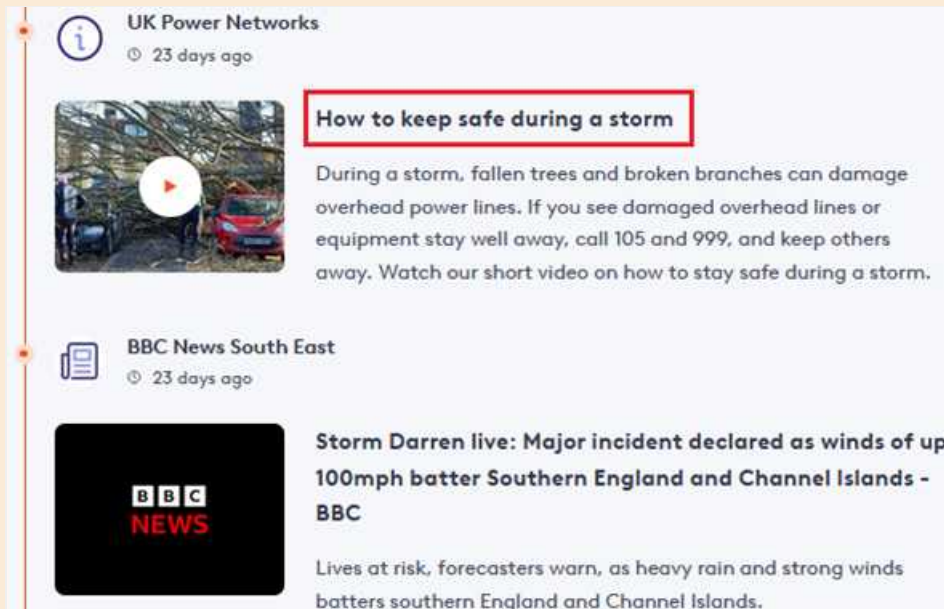 UK Power Networks
23 days ago
How to keep safe during a storm
During a storm, fallen trees and broken branches can damage
overhead power lines. If you see damaged overhead lines or
equipment stay well away, call 105 and 999, and keep others
away. Watch our short video on how to stay safe during a storm.
BBC News South East
23 days ago
BBC
NEWS
Storm Darren live: Major incident declared as winds of up
100mph batter Southern England and Channel Islands -
BBC
Lives at risk, forecasters warn, as heavy rain and strong winds
batters southern England and Channel Islands.